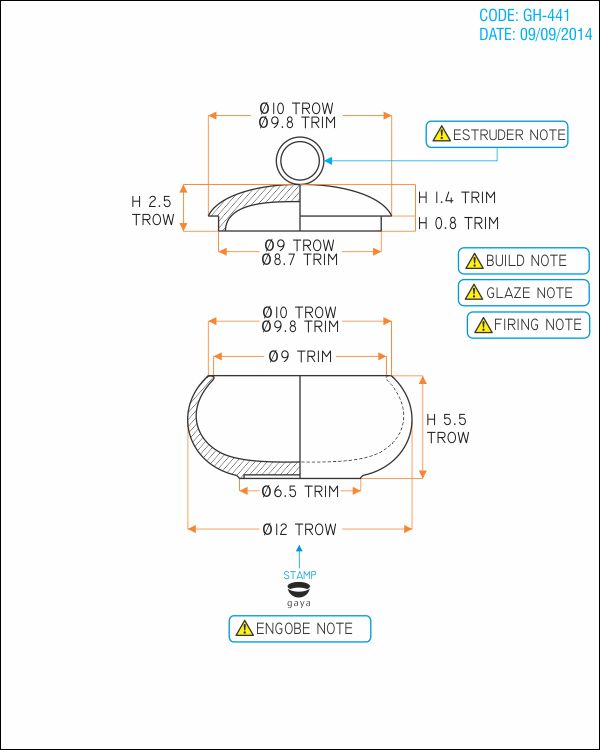 CODE: GH-441
DATE: 09/09/2014
Ø10 TROW
Ø9.8 TRIM
ESTRUDER NOTE
H 2.5
TROW
H 1.4 TRIM
H 0.8 TRIM
Ø9 TROW
Ø8.7 TRIM
BUILD NOTE
GLAZE NOTE
FIRING NOTE
Ø10 TROW
Ø9.8 TRIM
Ø9 TRIM
H 5.5
TROW
Ø6.5 TRIM
Ø12 TROW
STAMP
gaya
ENGOBE NOTE